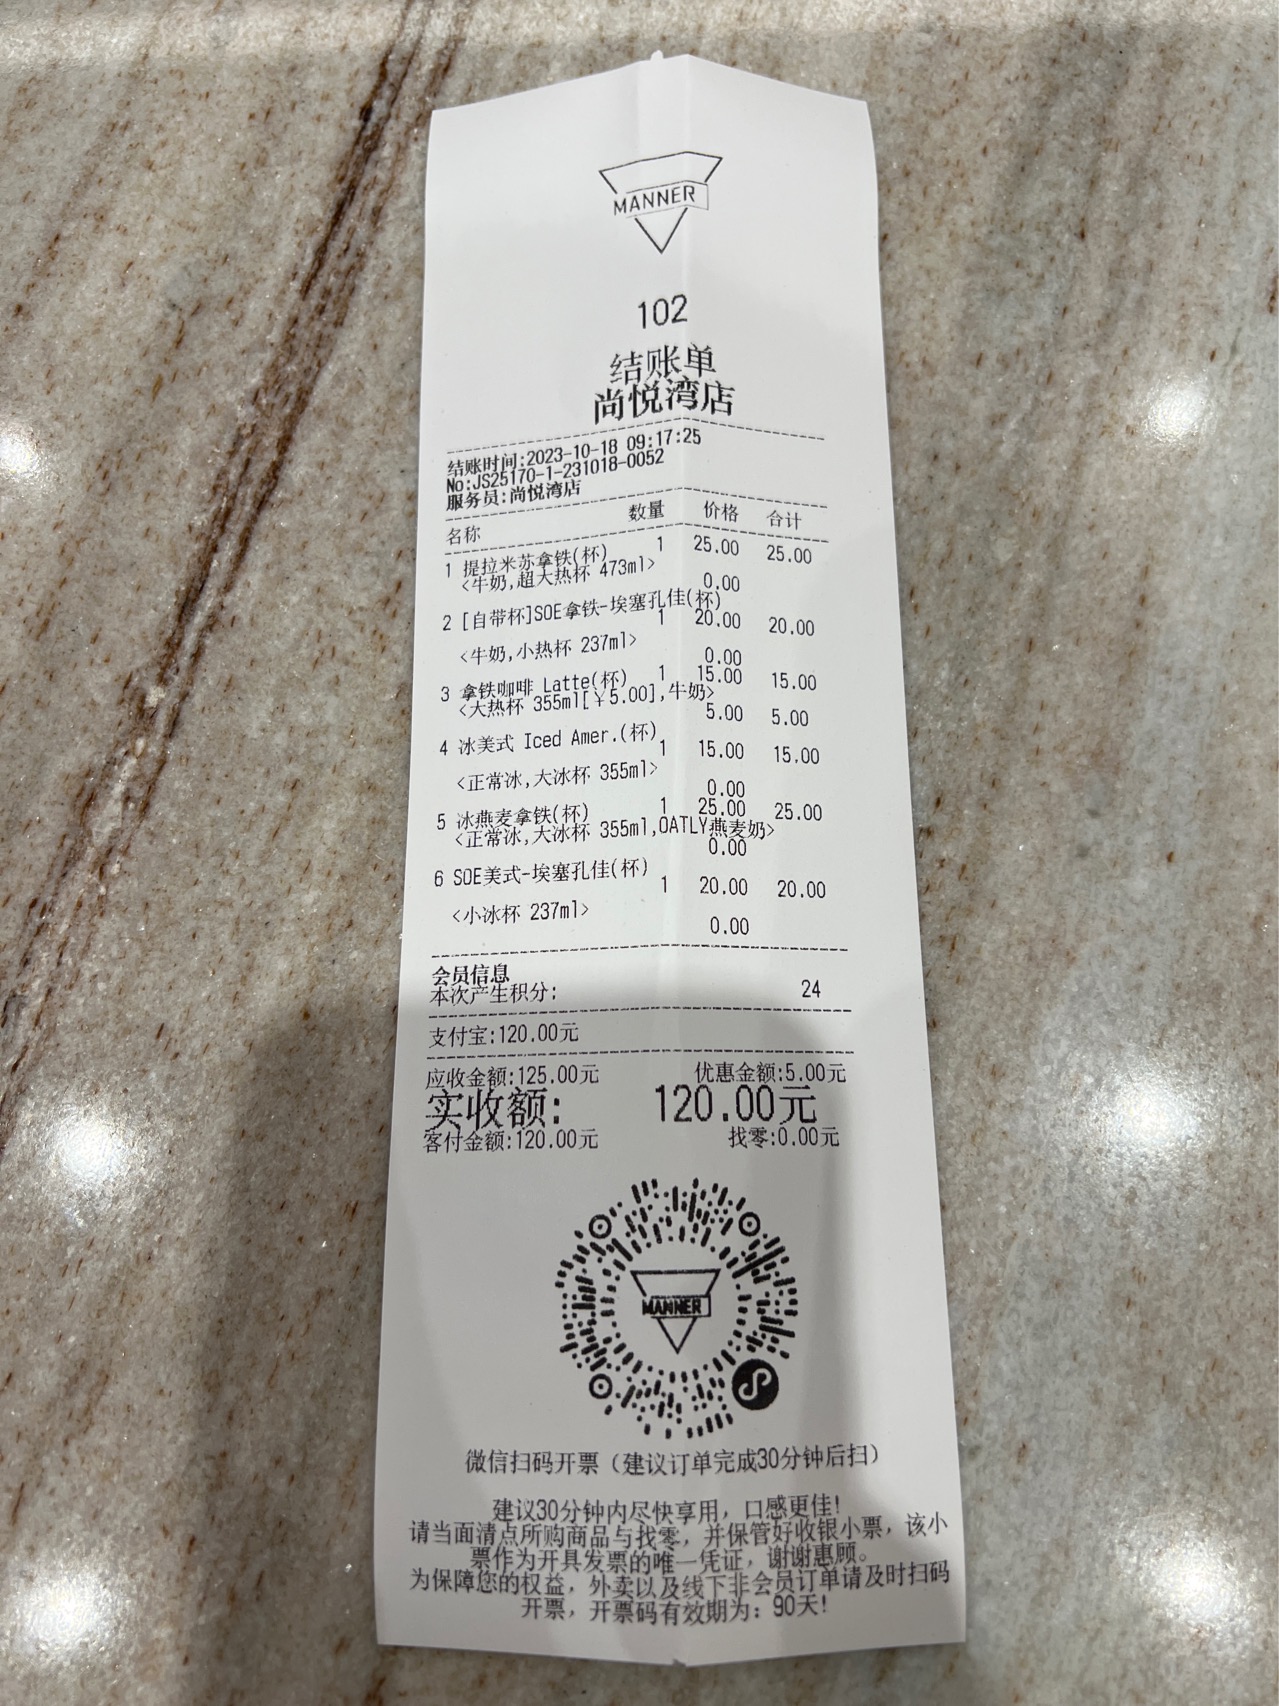 MANNER
102
结账单
尚悦湾店
结账时间:2023-10-18 09:17:25
No:JS25170-1-231018-0052
服务员:尚悦湾店
名称 数量 价格 合计
1 提拉米苏拿铁(杯) 1 25.00 25.00
<牛奶,超大热杯 473ml> 0.00
2 [自带杯]SOE拿铁-埃塞孔佳(杯)
1 20.00 20.00
<牛奶,小热杯 237ml> 0.00
3 拿铁咖啡 Latte(杯) 1 15.00 15.00
<大热杯 355ml[￥5.00],牛奶>
5.00 5.00
4 冰美式 Iced Amer.(杯)
1 15.00 15.00
<正常冰,大冰杯 355ml> 0.00
5 冰燕麦拿铁(杯) 1 25.00 25.00
<正常冰,大冰杯 355ml,OATLY燕麦奶>
0.00
6 SOE美式-埃塞孔佳(杯)
1 20.00 20.00
<小冰杯 237ml> 0.00
会员信息
本次产生积分: 24
支付宝:120.00元
应收金额:125.00元 优惠金额:5.00元
实收额: 120.00元
客付金额:120.00元 找零:0.00元
MANNER
微信扫码开票（建议订单完成30分钟后扫）
建议30分钟内尽快享用，口感更佳!
请当面清点所购商品与找零，并保管好收银小票，该小
票作为开具发票的唯一凭证，谢谢惠顾。
为保障您的权益，外卖以及线下非会员订单请及时扫码
开票，开票码有效期为：90天!